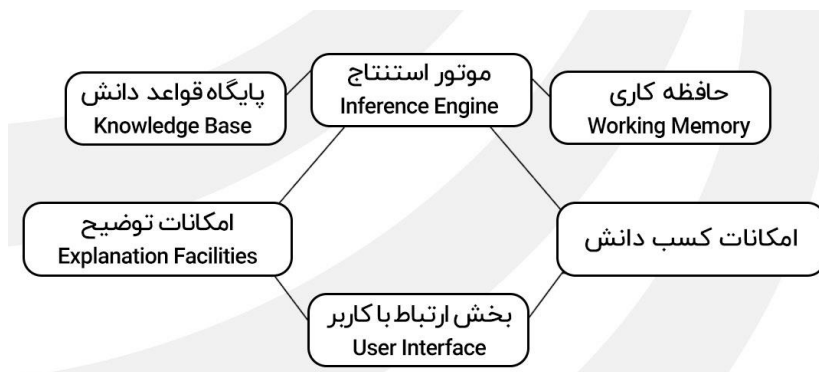 موتور استنتاج
Inference Engine
حافظه کاری
Working Memory
پایگاه قواعد دانش
Knowledge Base
امکانات کسب دانش
امکانات توضیح
Explanation Facilities
بخش ارتباط با کاربر
User Interface